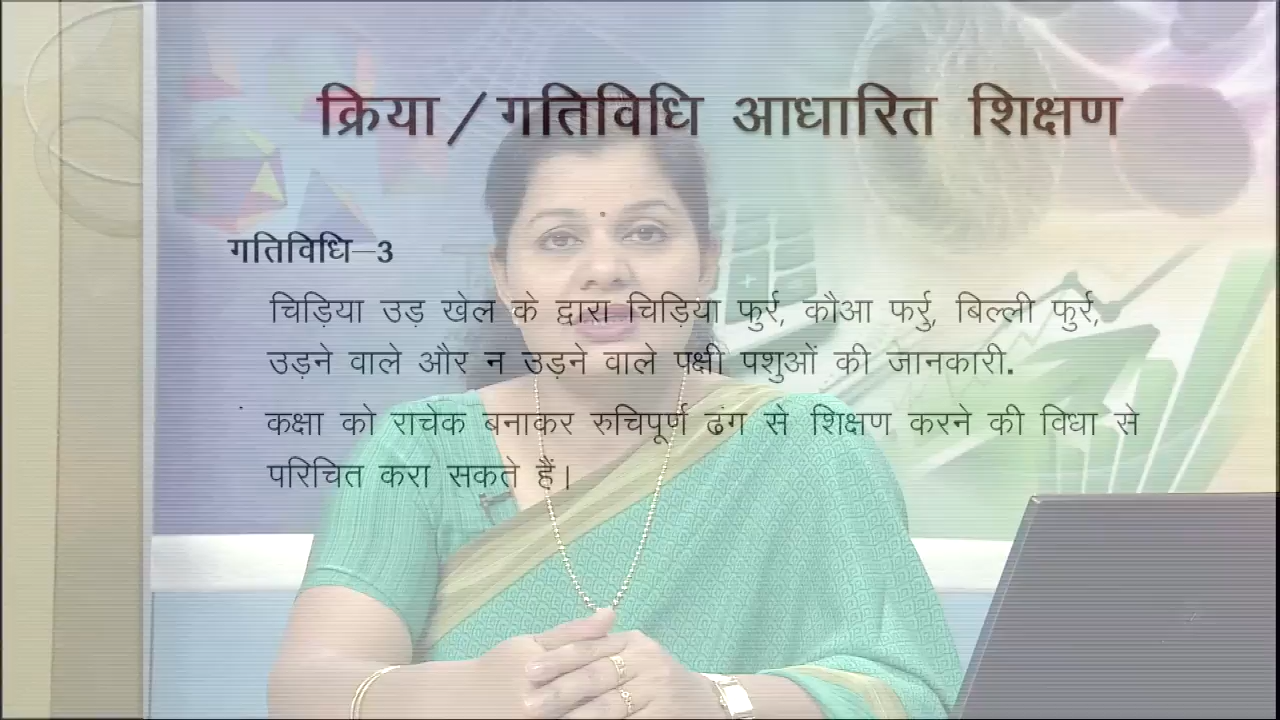 क्रिया/गतिविधि आधारित शिक्षण
गतिविधि–3
चिड़िया उड़ खेल के द्वारा चिड़िया फुर्र, कौआ फर्रु, बिल्ली फुर्र,
उड़ने वाले और न उड़ने वाले पक्षी पशुओं की जानकारी.
कक्षा को राचेक बनाकर रुचिपूर्ण ढंग से शिक्षण करने की विधा से
परिचित करा सकते हैं।